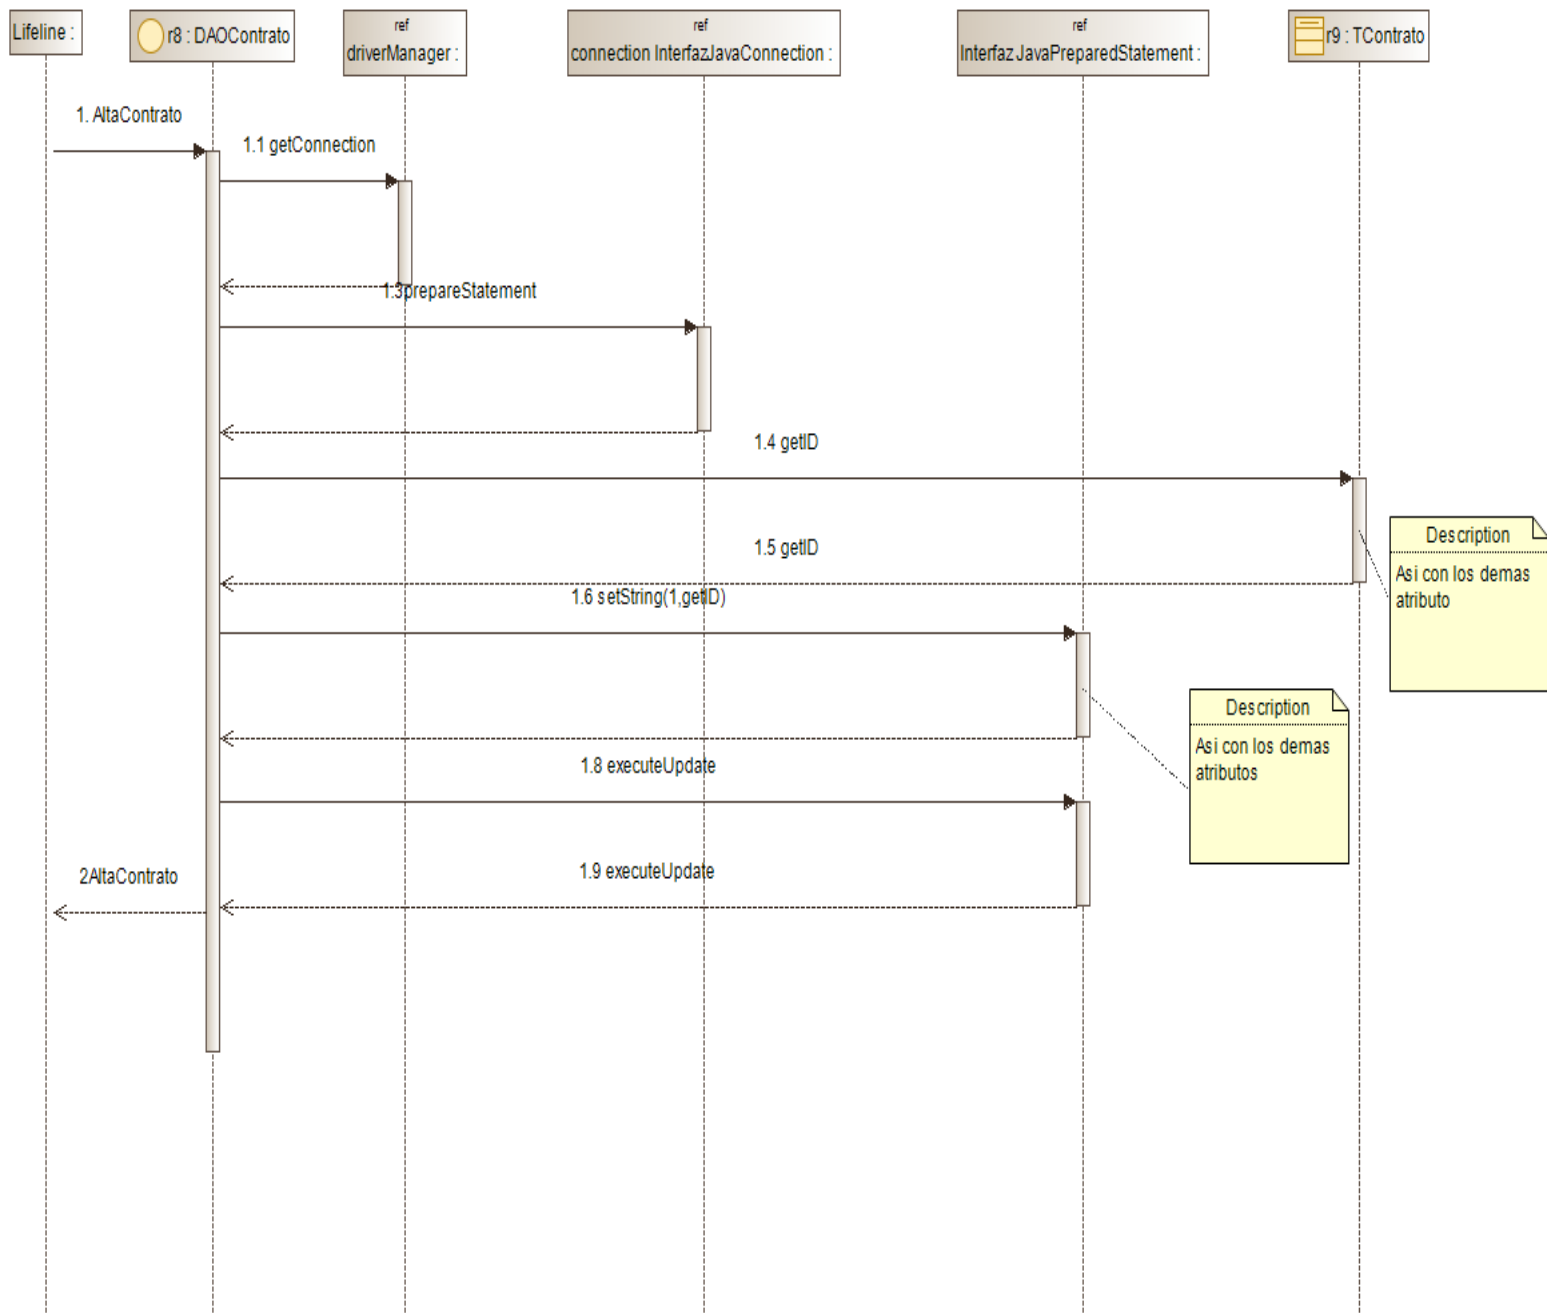 Lifeline :
r8 : DAOContrato
ref
driverManager :
ref
connection InterfazJavaConnection :
ref
Interfaz JavaPreparedStatement :
r9 : TContrato
1. AltaContrato
1.1 getConnection
1.3prepareStatement
1.4 getID
Description
Asi con los demas
atributo
1.5 getID
1.6 setString(1,getID)
Description
Asi con los demas
atributos
1.8 executeUpdate
1.9 executeUpdate
2AltaContrato